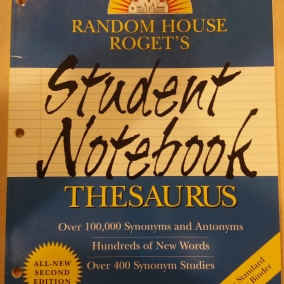 RANDOM HOUSE
ROGET'S
Student
Notebook
THESAURUS
Over 100,000 Synonyms and Antonyms
Hundreds of New Words
Over 400 Synonym Studies
ALL-NEW
SECOND
EDITION
Standard
Binder